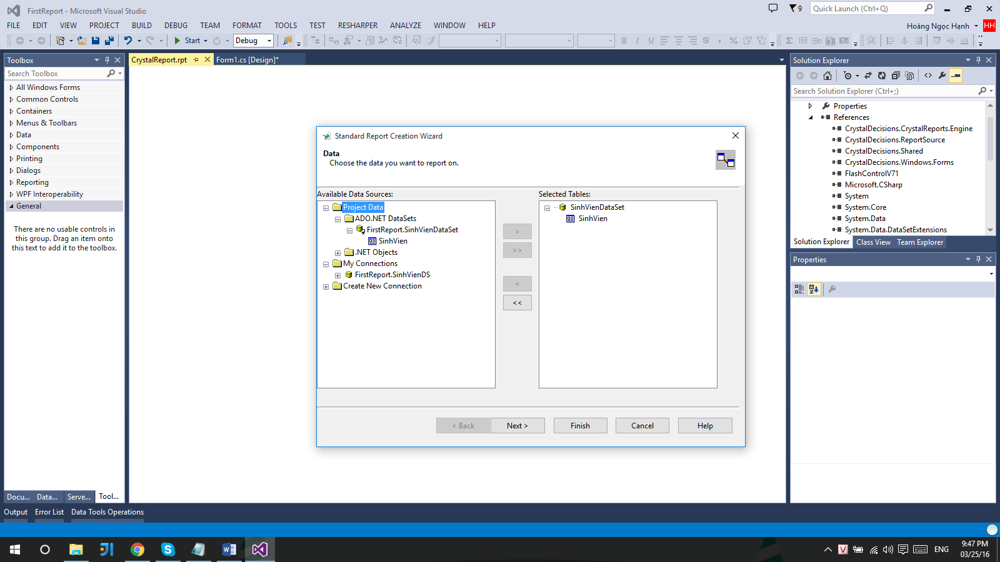 FirstReport - Microsoft Visual Studio
9
Quick Launch (Ctrl+Q)
FILE EDIT VIEW PROJECT BUILD DEBUG TEAM FORMAT TOOLS TEST RESHARPER ANALYZE WINDOW HELP
Hoàng Ngọc Hạnh
HH
Start
Debug
Toolbox
Search Toolbox
All Windows Forms
Common Controls
Containers
Menus & Toolbars
Data
Components
Printing
Dialogs
Reporting
WPF Interoperability
General
There are no usable controls in
this group. Drag an item onto
this text to add it to the toolbox.
Docu... Data... Serve... Tool...
CrystalReport.rpt
Form1.cs [Design]*
Standard Report Creation Wizard
Data
Choose the data you want to report on.
Available Data Sources:
Project Data
ADO.NET DataSets
FirstReport.SinhVienDataSet
SinhVien
.NET Objects
My Connections
FirstReport.SinhVienDS
Create New Connection
>
>>
<
<<
Selected Tables:
SinhVienDataSet
SinhVien
< Back
Next >
Finish
Cancel
Help
Solution Explorer
Search Solution Explorer (Ctrl+;)
Properties
References
CrystalDecisions.CrystalReports.Engine
CrystalDecisions.ReportSource
CrystalDecisions.Shared
CrystalDecisions.Windows.Forms
FlashControlV71
Microsoft.CSharp
System
System.Core
System.Data
System.Data.DataSetExtensions
Solution Explorer Class View Team Explorer
Properties
Output Error List Data Tools Operations
ENG
9:47 PM
03/25/16